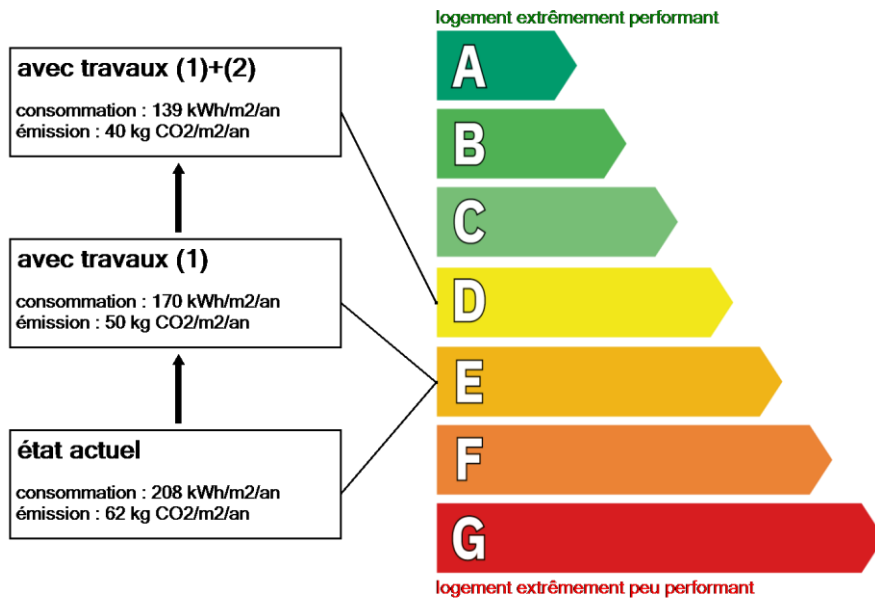 logement extrêmement performant
avec travaux (1)+(2)
consommation : 139 kWh/m2/an
émission : 40 kg CO2/m2/an
avec travaux (1)
consommation : 170 kWh/m2/an
émission : 50 kg CO2/m2/an
état actuel
consommation : 208 kWh/m2/an
émission : 62 kg CO2/m2/an
A
B
C
D
E
F
G
logement extrêmement peu performant